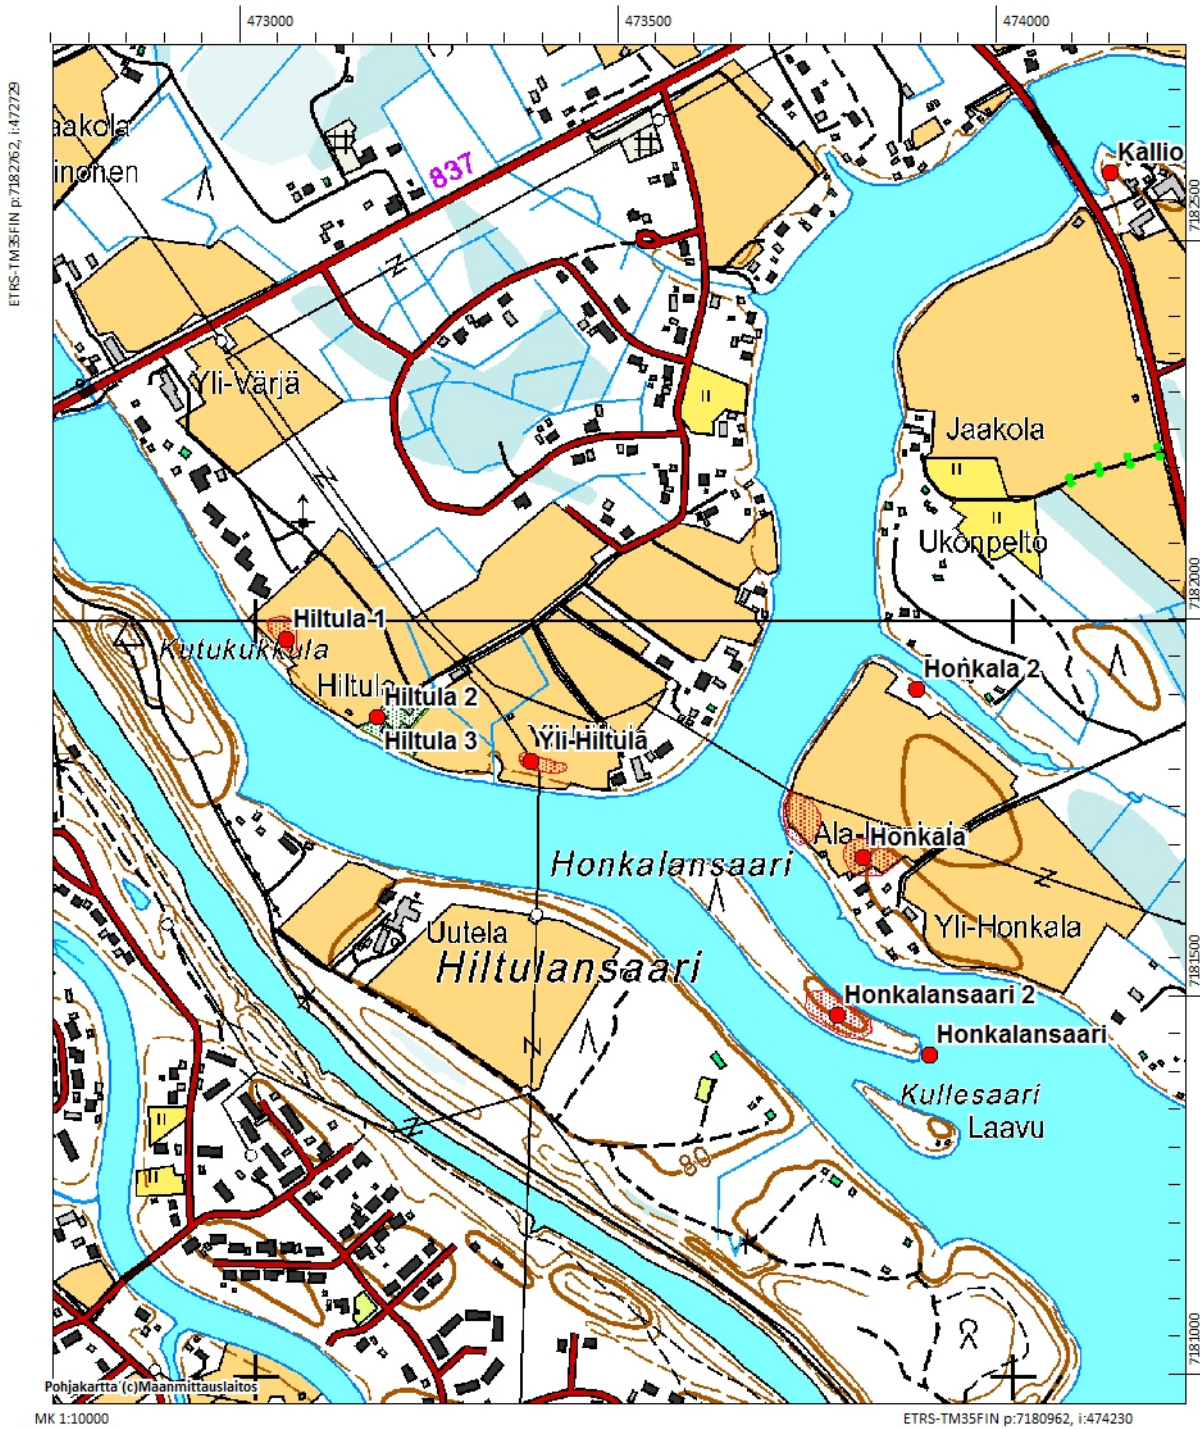 473000
473500
474000
ETRS-TM35FIN p:7182762, i:472729
aakola
inonen
837
Kallio
7182500
Yli-Värjä
Jaakola
Ukonpelto
7182000
Hiltula 1
Kutukukkula
Honkala 2
Hiltula 2
Hiltula 3
Yli-Hiltula
Honkala
Honkalansaari
Yli-Honkala
Uutela
Hiltulansaari
7181500
Honkalansaari 2
Honkalansaari
Kullesaari
Laavu
80
7181000
Pohjakartta (c)Maanmittauslaitos
MK 1:10000
ETRS-TM35FIN p:7180962, i:474230